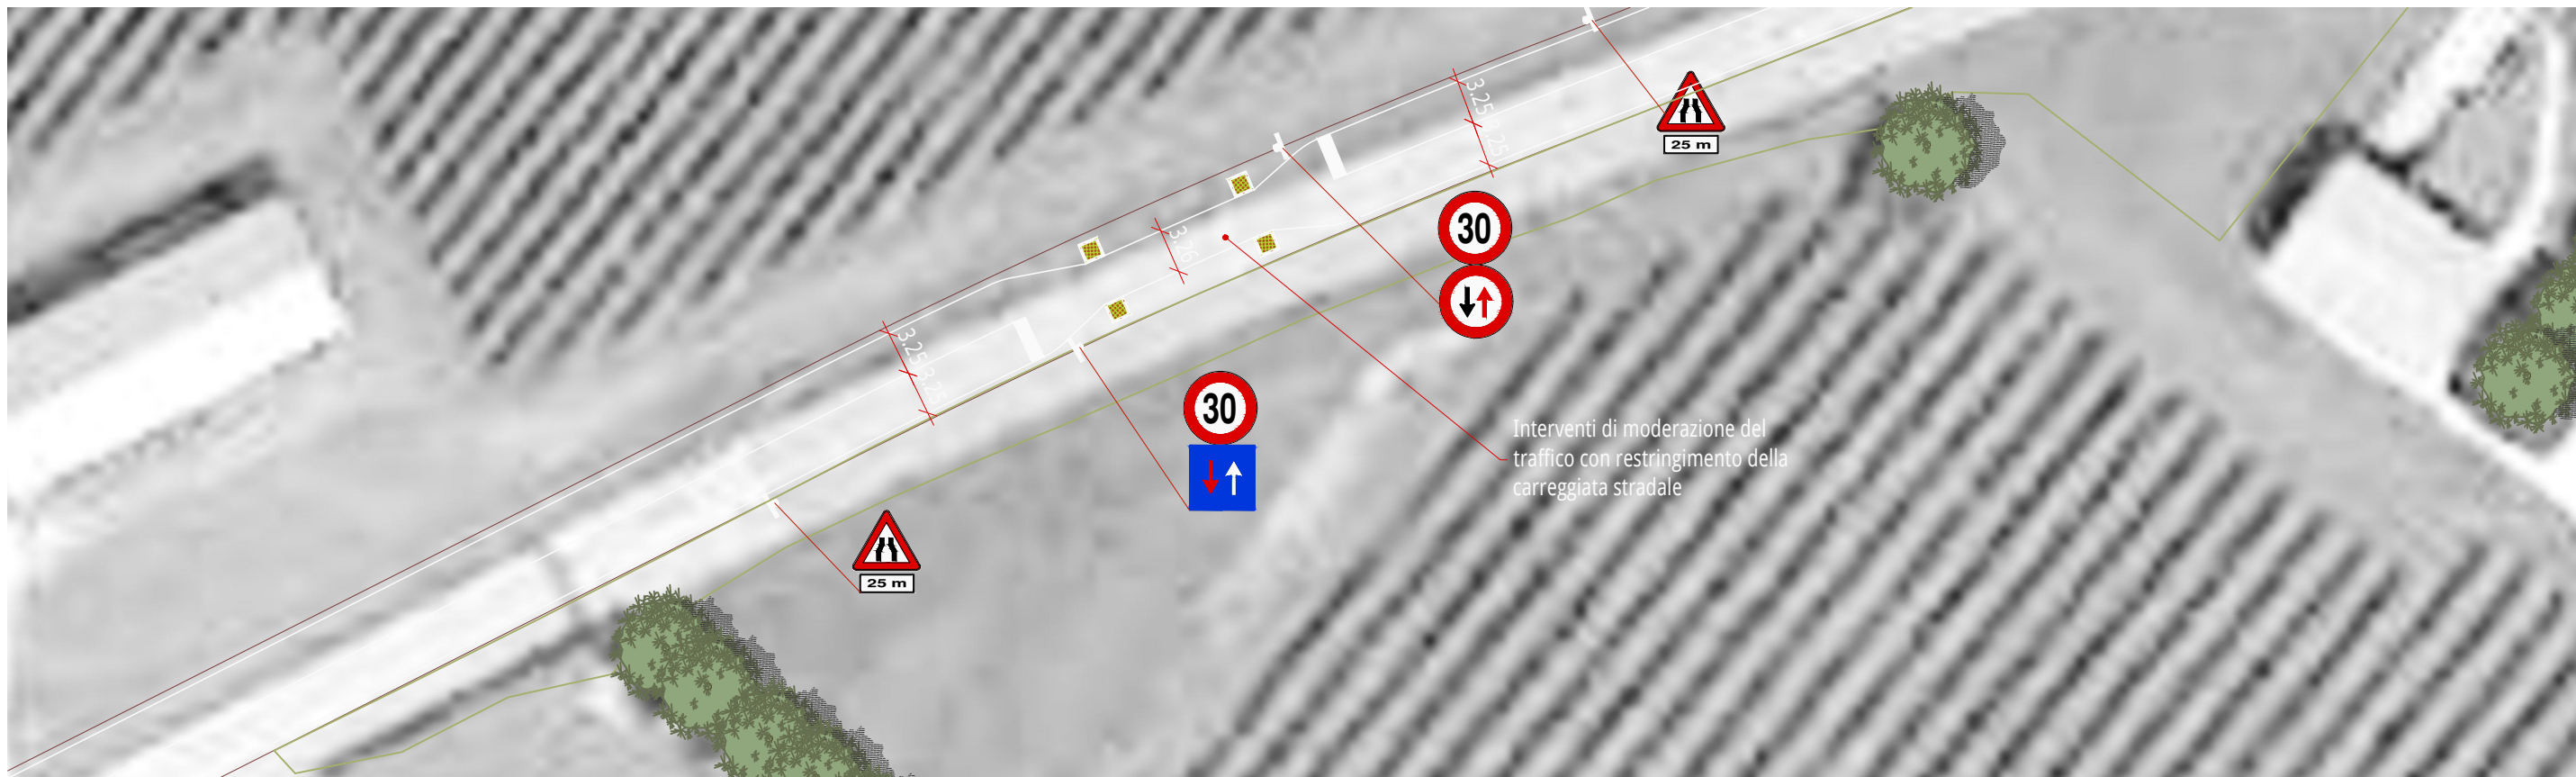 3.25
3.25
25 m
3.26
30
3.25
3.25
30
Interventi di moderazione del
traffico con restringimento della
carreggiata stradale
25 m